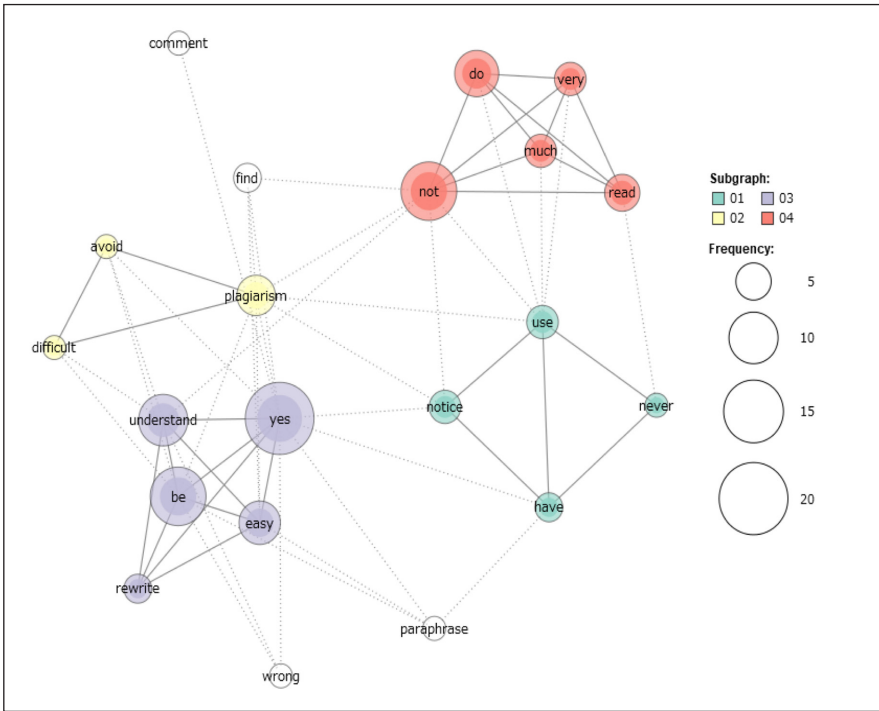 comment
do
very
much
find
not
read
Subgraph:
01 03
02 04
Frequency:
5
avoid
plagiarism
10
use
difficult
notice
never
understand
yes
15
be
have
easy
20
rewrite
paraphrase
wrong